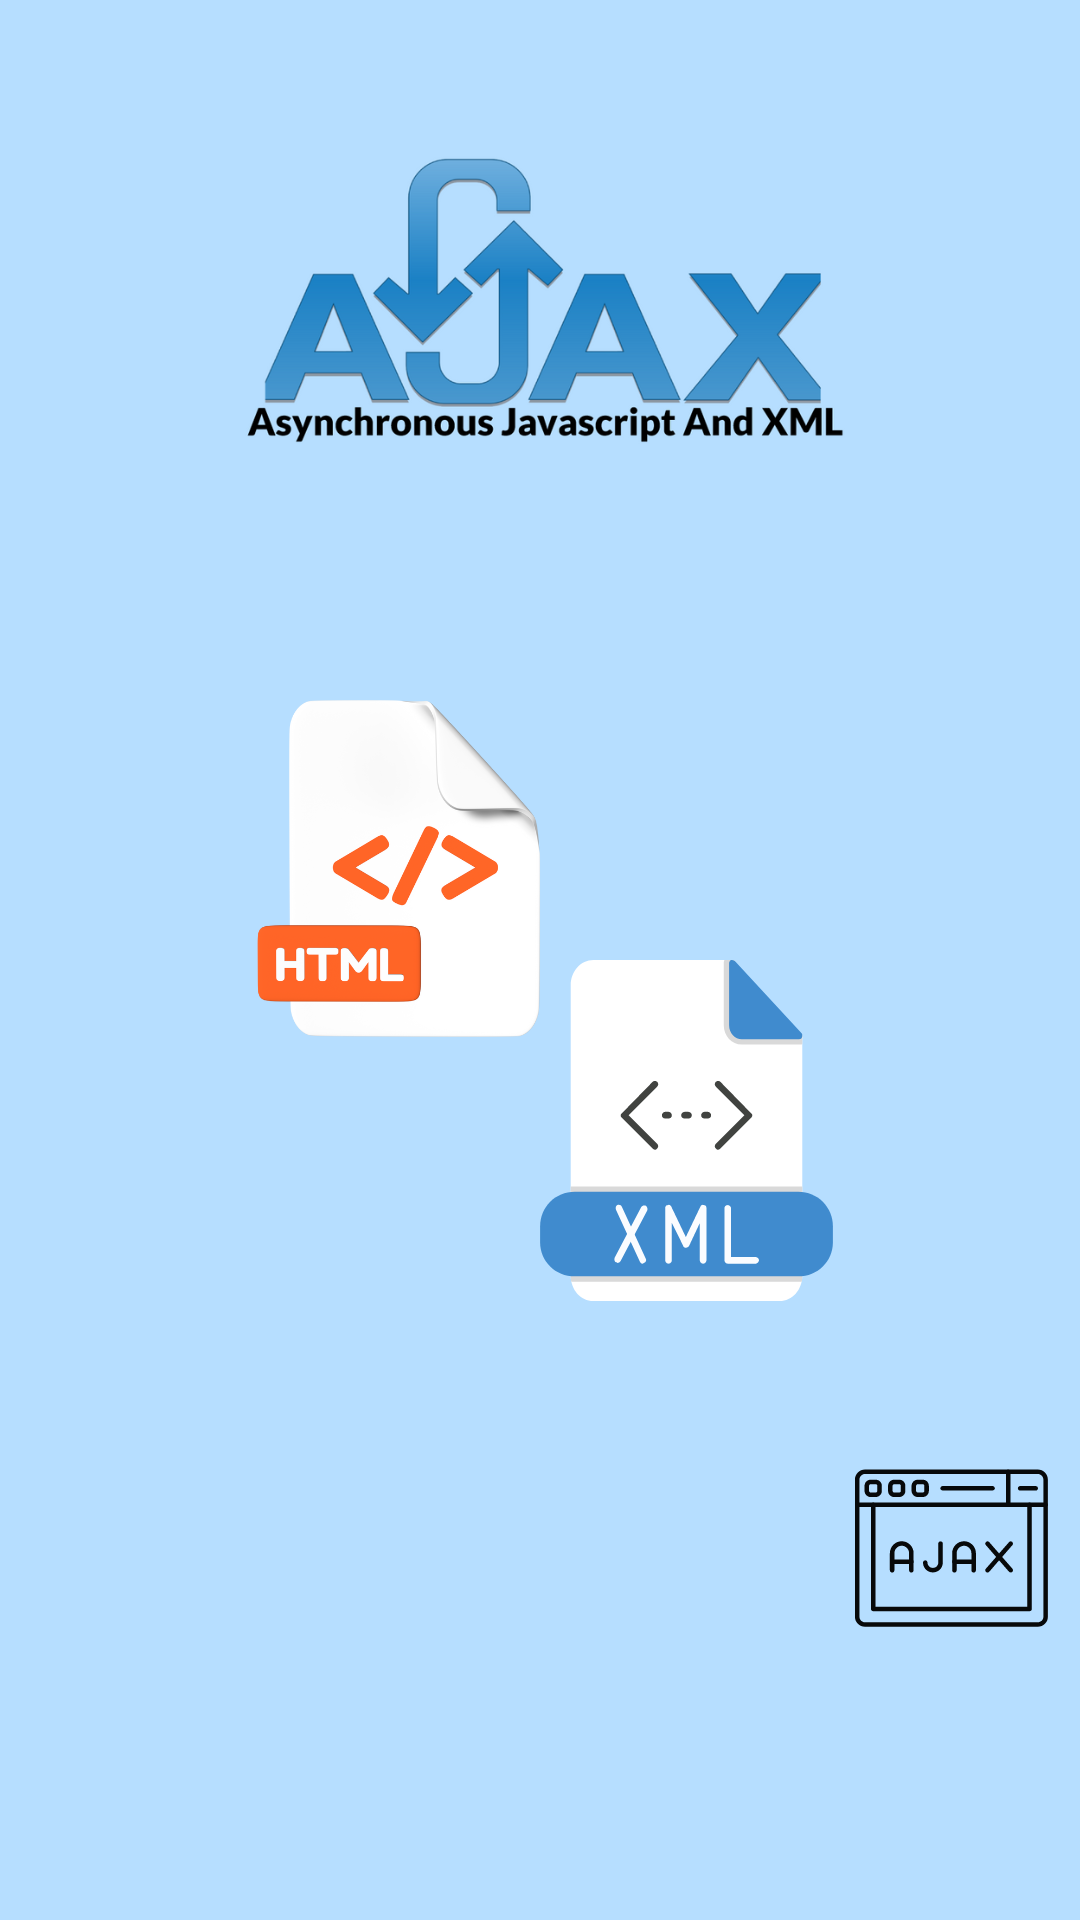 AJAX
Asynchronous Javascript And XML
</>
HTML
<···>
XML
AJAX